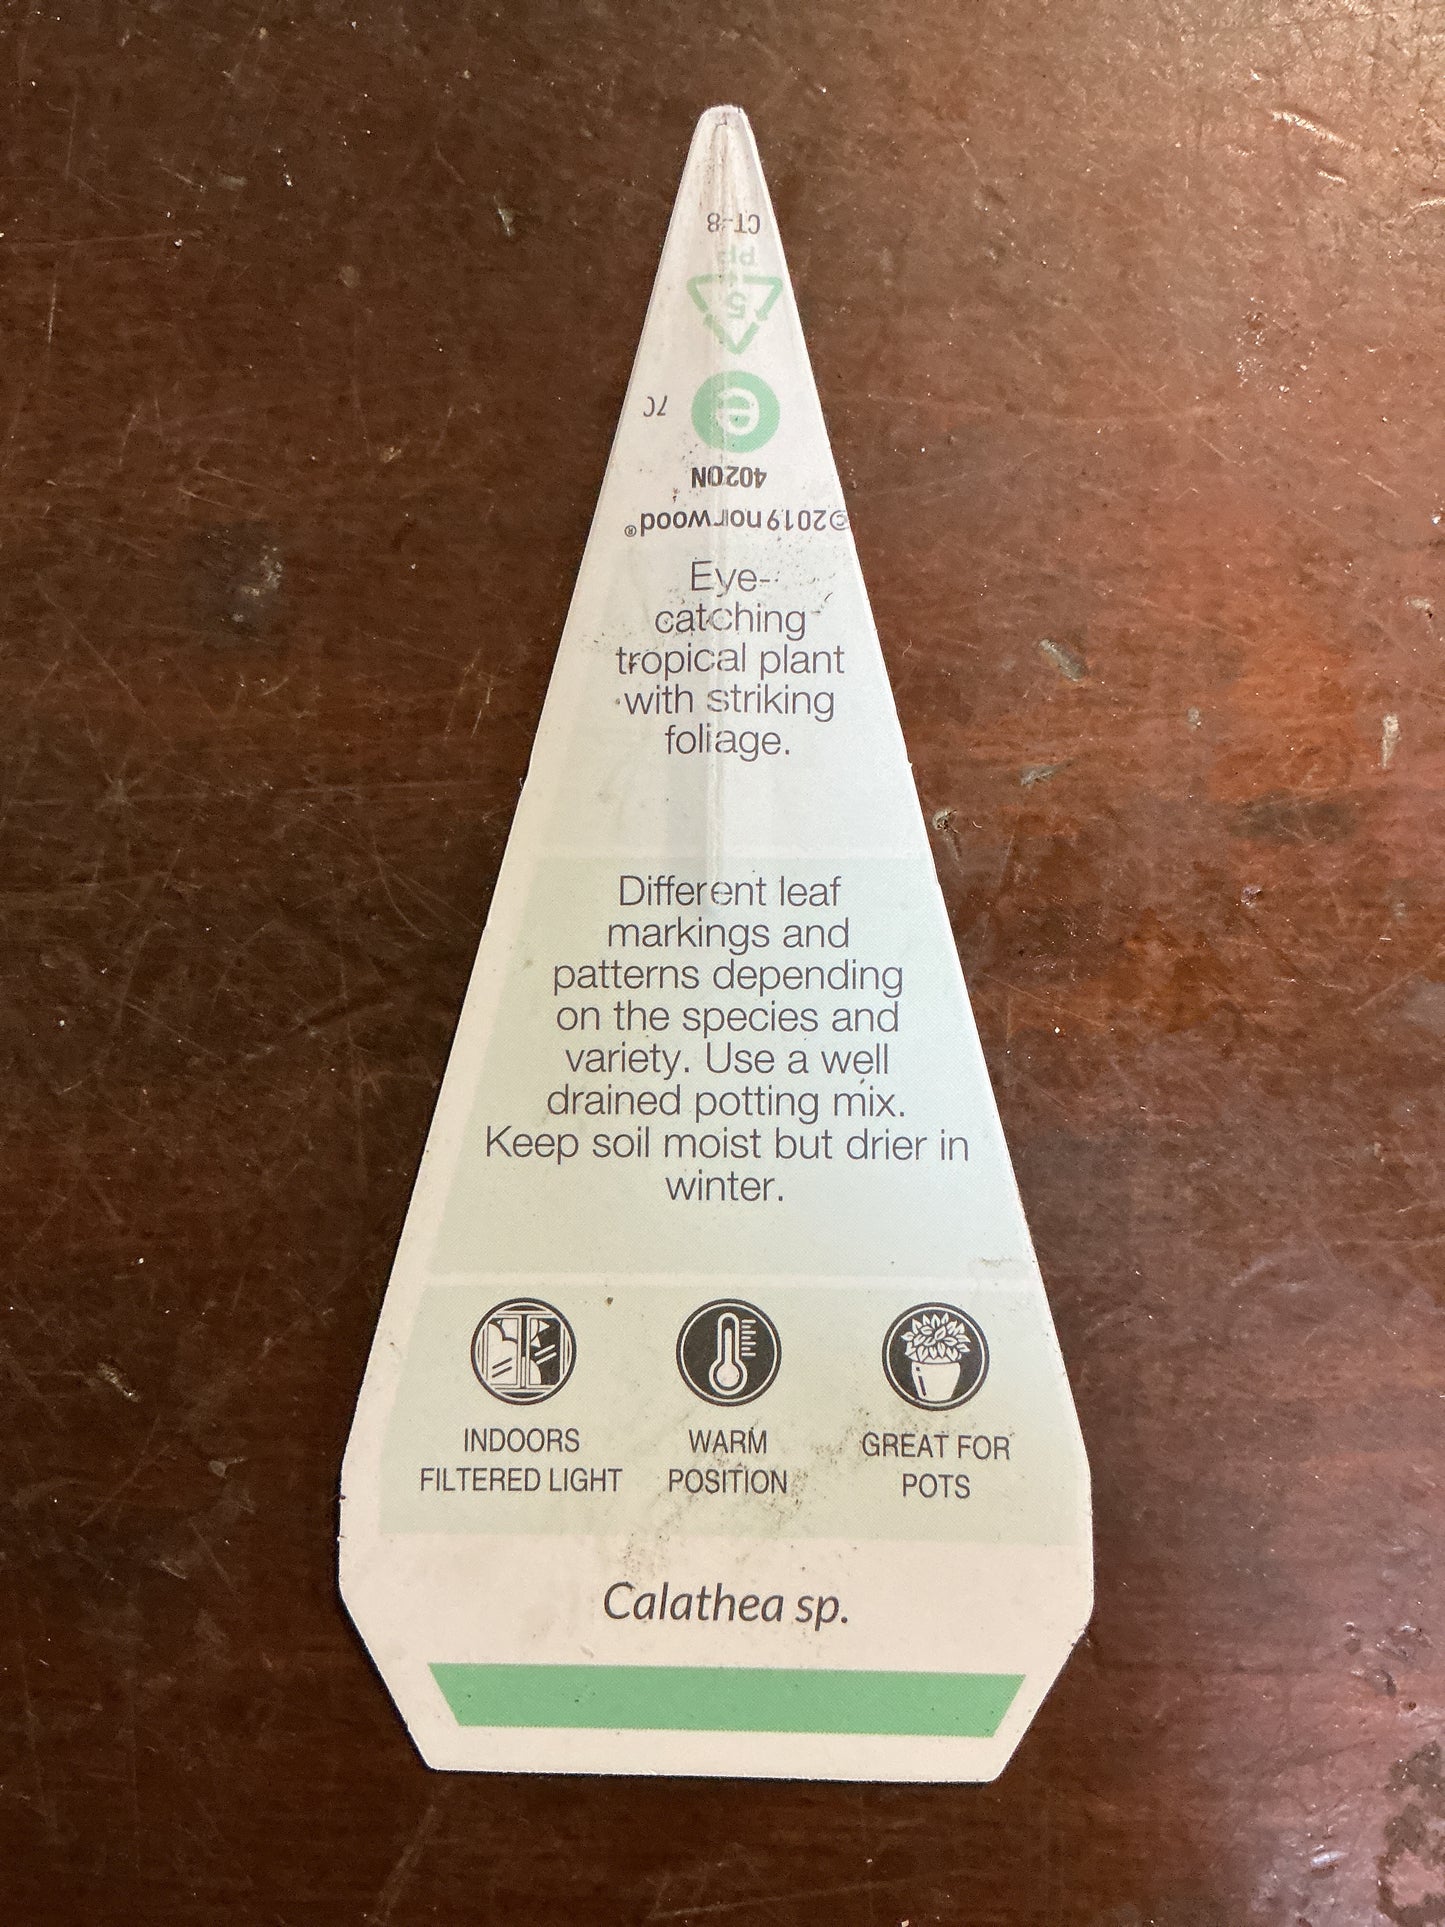 CT-8
PP
5
e
7C
4020N
©2019 norwood®
Eye-
catching
tropical plant
with striking
foliage.
Different leaf
markings and
patterns depending
on the species and
variety. Use a well
drained potting mix.
Keep soil moist but drier in
winter.
INDOORS
FILTERED LIGHT
WARM
POSITION
GREAT FOR
POTS
Calathea sp.